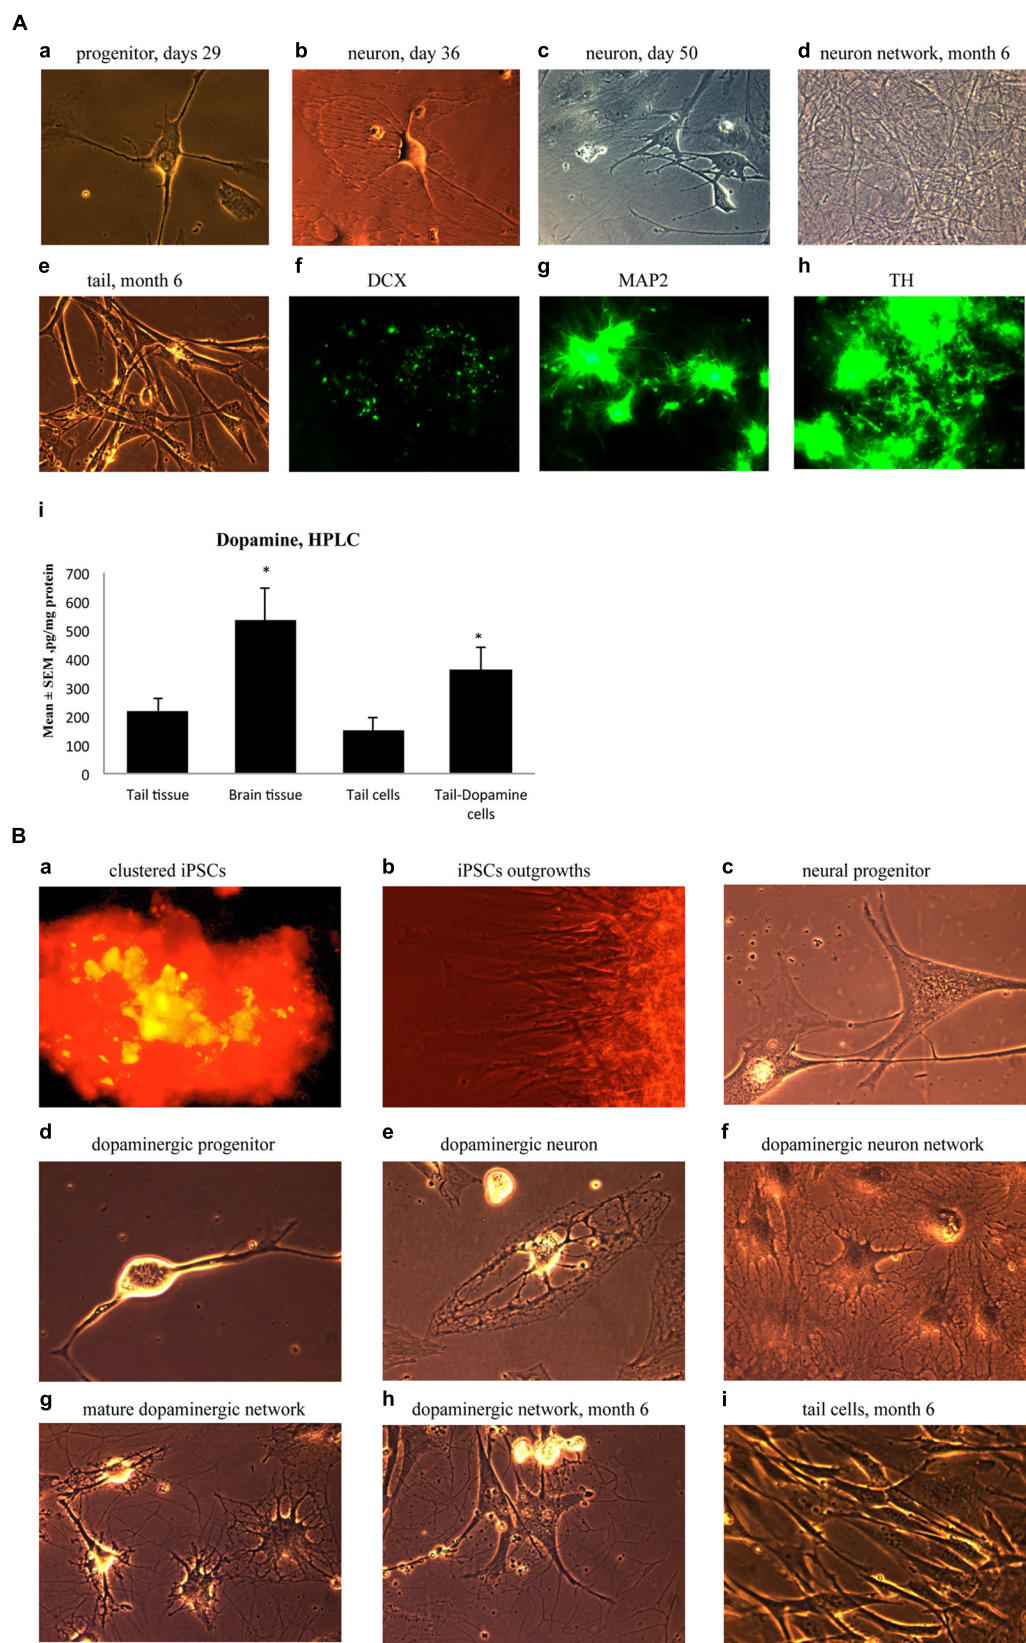 A
a
progenitor, days 29
b
neuron, day 36
c
neuron, day 50
d
neuron network, month 6
e
tail, month 6
f
DCX
g
MAP2
h
TH
i
Dopamine, HPLC
Mean ± SEM ,pg/mg protein
700
600
500
400
300
200
100
0
*
*
Tail tissue
Brain tissue
Tail cells
Tail-Dopamine
cells
B
a
clustered iPSCs
b
iPSCs outgrowths
c
neural progenitor
d
dopaminergic progenitor
e
dopaminergic neuron
f
dopaminergic neuron network
g
mature dopaminergic network
h
dopaminergic network, month 6
i
tail cells, month 6